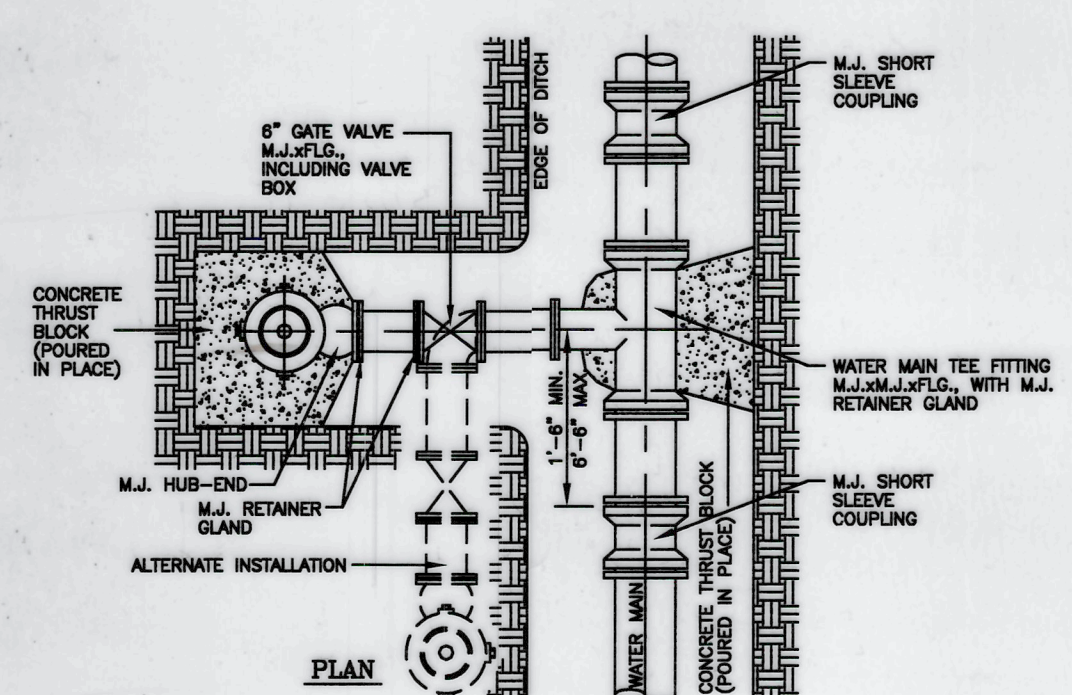 M.J. SHORT
SLEEVE
COUPLING
6" GATE VALVE
M.J.xFLG.,
INCLUDING VALVE
BOX
EDGE OF DITCH
CONCRETE
THRUST
BLOCK
(POURED
IN PLACE)
WATER MAIN TEE FITTING
M.J.xM.J.xFLG., WITH M.J.
RETAINER GLAND
1'-6" MIN.
6'-6" MAX.
M.J. HUB-END
M.J. RETAINER
GLAND
M.J. SHORT
SLEEVE
COUPLING
ALTERNATE INSTALLATION
WATER MAIN
CONCRETE THRUST BLOCK
(POURED IN PLACE)
PLAN